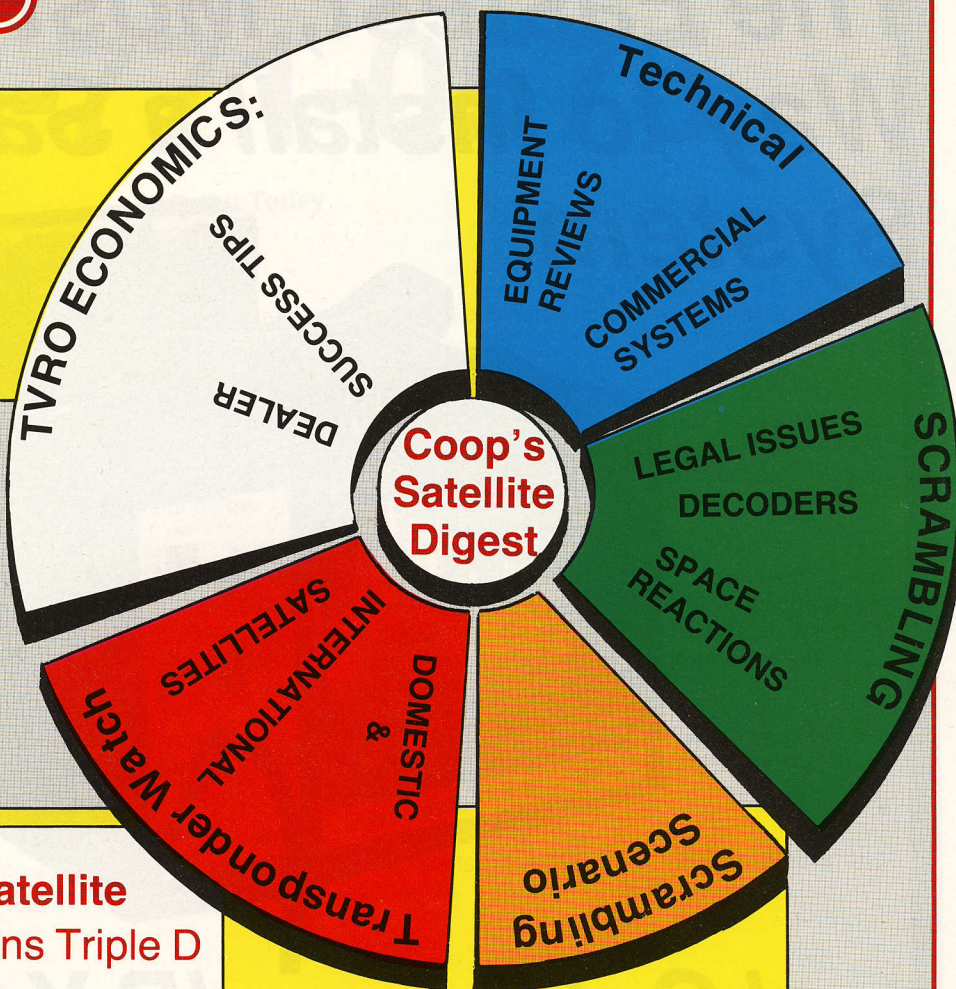 TVRO ECONOMICS:
DEALER
SUCCESS TIPS
Technical
EQUIPMENT
REVIEWS
COMMERCIAL
SYSTEMS
SCRAMBLING
LEGAL ISSUES
DECODERS
SPACE
REACTIONS
Scrambling
Scenario
Transponder Watch
DOMESTIC
&
INTERNATIONAL
SATELLITES
Coop's
Satellite
Digest
atellite
ns Triple D